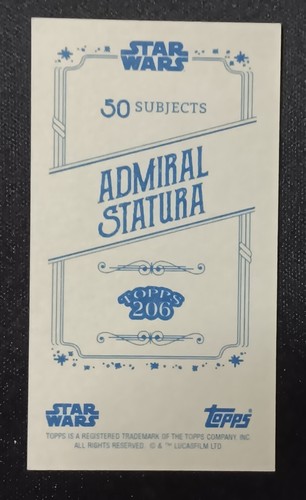 STAR
WARS
50 SUBJECTS
ADMIRAL
STATURA
TOPPS
206
STAR
WARS
topps
TOPPS IS A REGISTERED TRADEMARK OF THE TOPPS COMPANY, INC.
ALL RIGHTS RESERVED. © & ™ LUCASFILM LTD